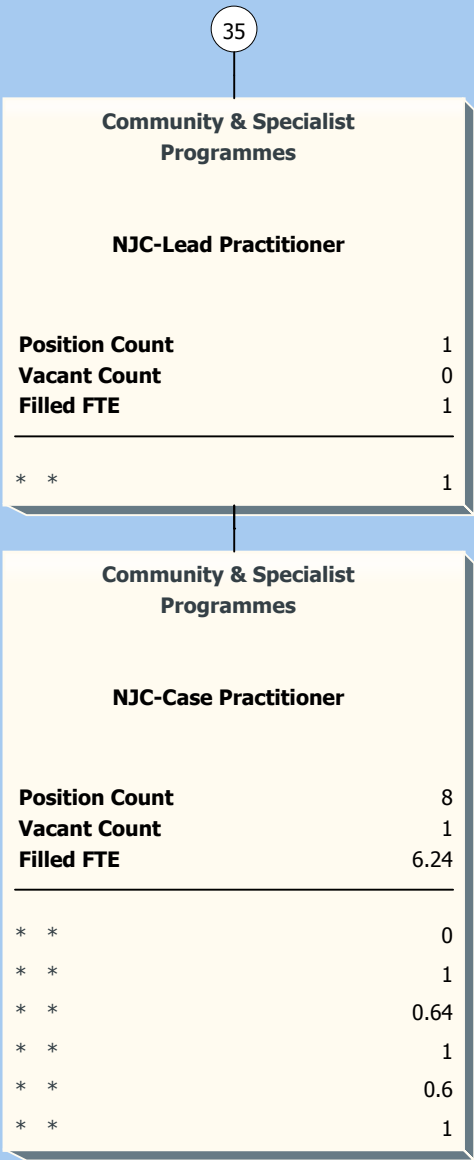 35
Community & Specialist
Programmes
NJC-Lead Practitioner
Position Count 1
Vacant Count 0
Filled FTE 1
* * 1
Community & Specialist
Programmes
NJC-Case Practitioner
Position Count 8
Vacant Count 1
Filled FTE 6.24
* * 0
* * 1
* * 0.64
* * 1
* * 0.6
* * 1